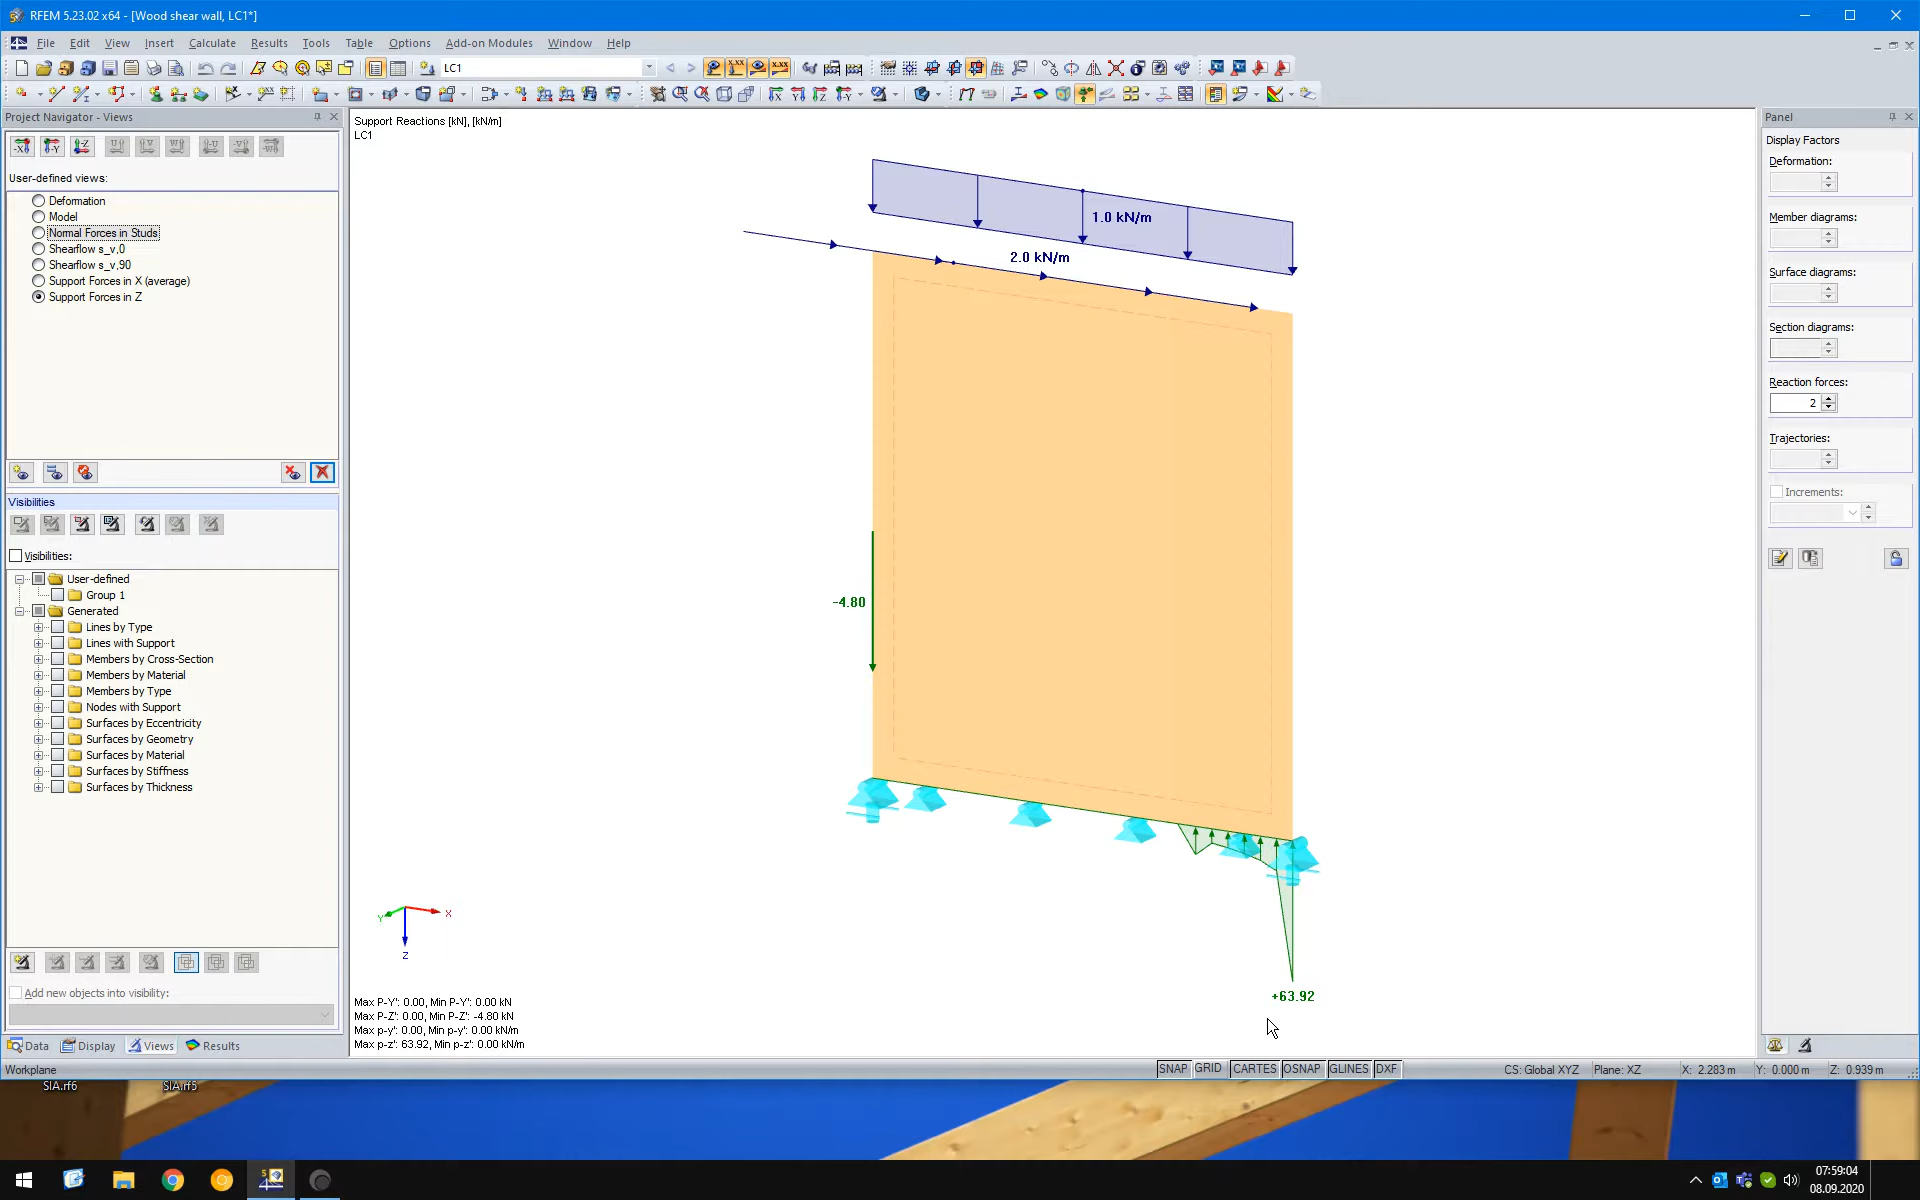 RFEM 5.23.02 x64 - [Wood shear wall, LC1*]
File Edit View Insert Calculate Results Tools Table Options Add-on Modules Window Help
LC1
Project Navigator - Views
User-defined views:
Deformation
Model
Normal Forces in Studs
Shearflow s_v,0
Shearflow s_v,90
Support Forces in X (average)
Support Forces in Z
Visibilities
Visibilities:
User-defined
Group 1
Generated
Lines by Type
Lines with Support
Members by Cross-Section
Members by Material
Members by Type
Nodes with Support
Surfaces by Eccentricity
Surfaces by Geometry
Surfaces by Material
Surfaces by Stiffness
Surfaces by Thickness
Add new objects into visibility:
Data Display Views Results
Workplane
Support Reactions [kN], [kN/m]
LC1
1.0 kN/m
2.0 kN/m
-4.80
+63.92
Y X
Z
Max P-Y': 0.00, Min P-Y': 0.00 kN
Max P-Z': 0.00, Min P-Z': -4.80 kN
Max p-y': 0.00, Min p-y': 0.00 kN/m
Max p-z': 63.92, Min p-z': 0.00 kN/m
Panel
Display Factors
Deformation:
Member diagrams:
Surface diagrams:
Section diagrams:
Reaction forces:
2
Trajectories:
Increments:
SNAP GRID CARTES OSNAP GLINES DXF CS: Global XYZ Plane: XZ X: 2.283 m Y: 0.000 m Z: 0.939 m
SIA.rf6 SIA.rf5
07:59:04
08.09.2020